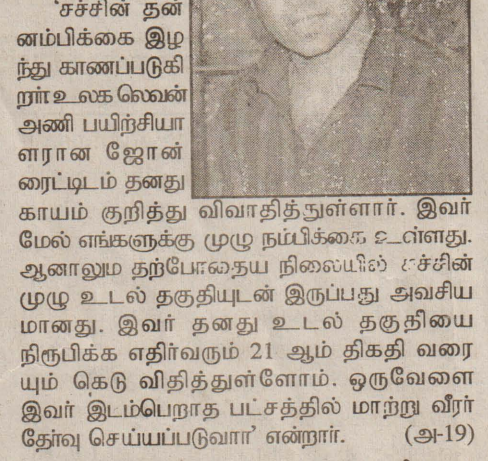 'சச்சின் தன்
னம்பிக்கை இழ
ந்து காணப்படுகி
றார் உலக லெவன்
அணி பயிற்சியா
ளரான ஜோன்
ரைட்டிடம் தனது
காயம் குறித்து விவாதித்துள்ளார். இவர்
மேல் எங்களுக்கு முழு நம்பிக்கை உள்ளது.
ஆனாலும் தற்போதைய நிலையில் சச்சின்
முழு உடல் தகுதியுடன் இருப்பது அவசிய
மானது. இவர் தனது உடல் தகுதியை
நிரூபிக்க எதிர்வரும் 21 ஆம் திகதி வரை
யும் கெடு விதித்துள்ளோம். ஒருவேளை
இவர் இடம்பெறாத பட்சத்தில் மாற்று வீரர்
தேர்வு செய்யப்படுவார்' என்றார். (அ-19)